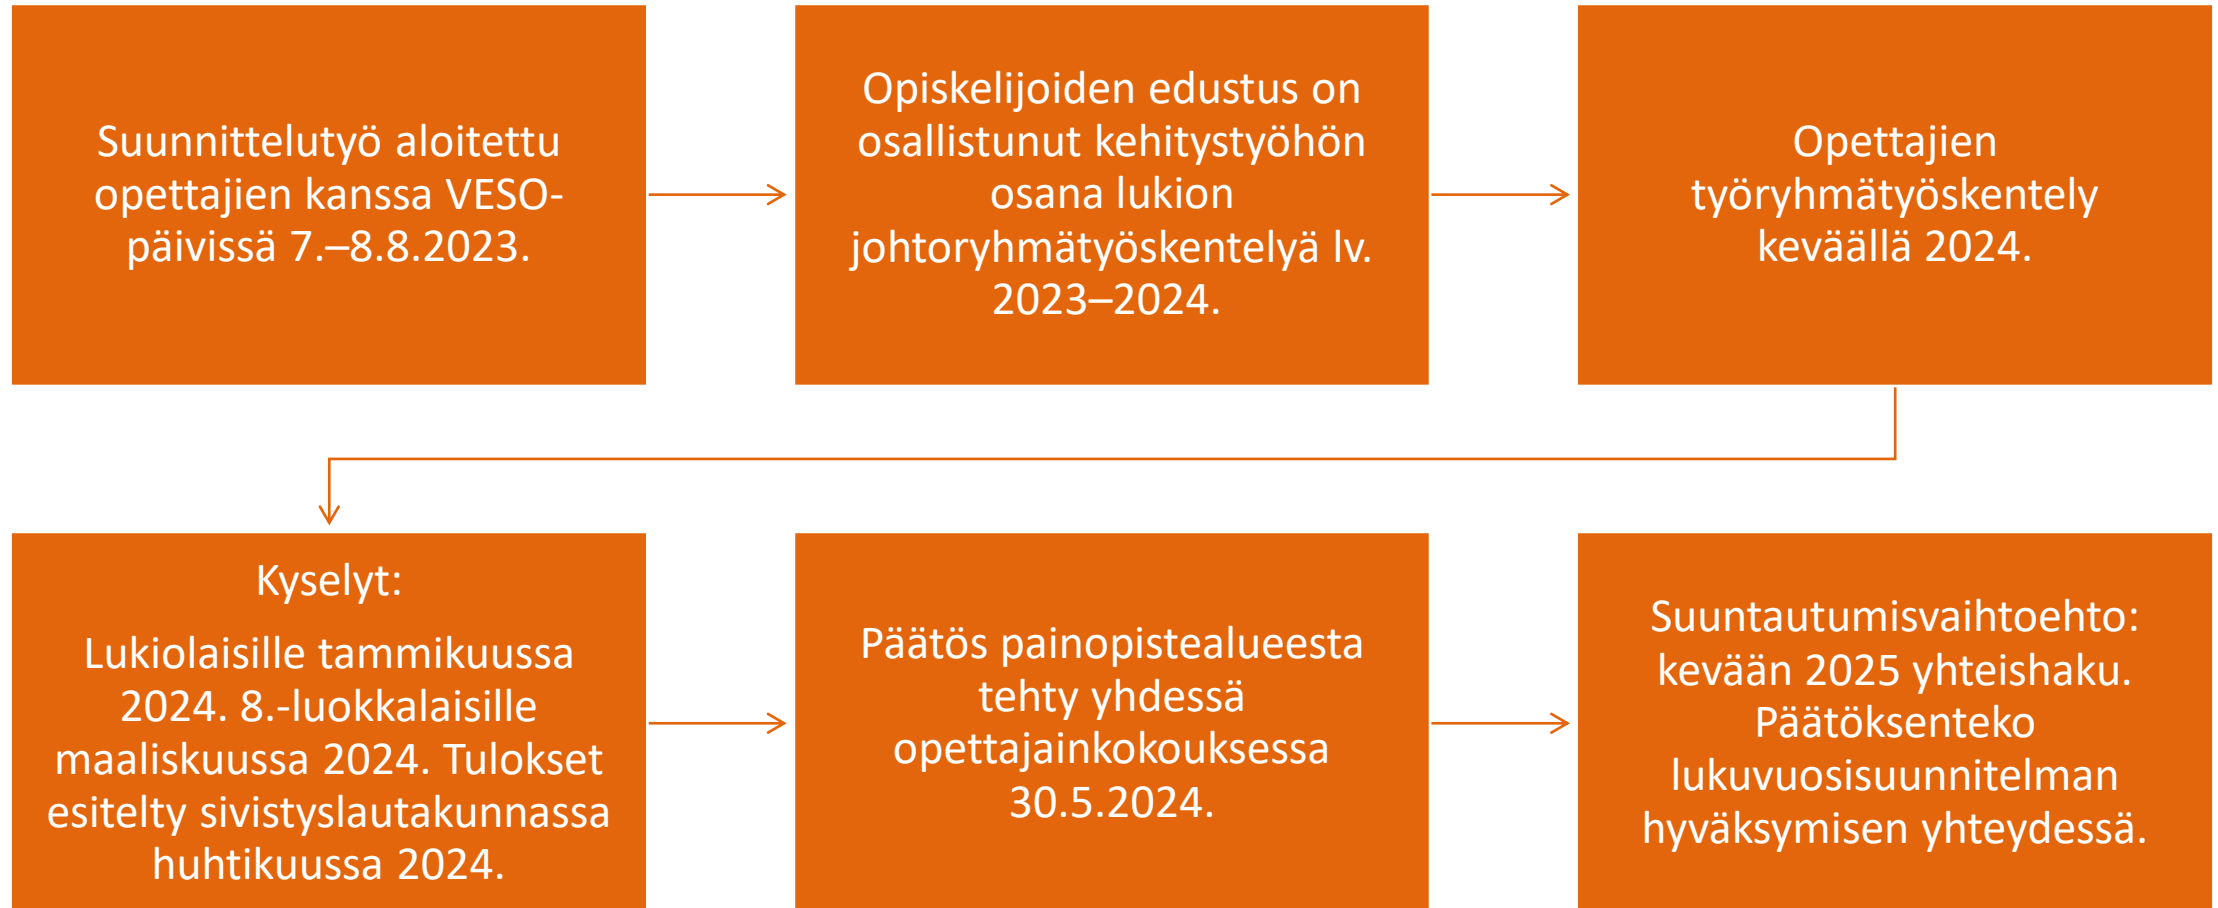 Suunnittelutyö aloitettu
opettajien kanssa VESO-
päivissä 7.–8.8.2023.
Opiskelijoiden edustus on
osallistunut kehitystyöhön
osana lukion
johtoryhmätyöskentelyä lv.
2023–2024.
Opettajien
työryhmätyöskentely
keväällä 2024.
Kyselyt:
Lukiolaisille tammikuussa
2024. 8.-luokkalaisille
maaliskuussa 2024. Tulokset
esitelty sivistyslautakunnassa
huhtikuussa 2024.
Päätös painopistealueesta
tehty yhdessä
opettajainkokouksessa
30.5.2024.
Suuntautumisvaihtoehto:
kevään 2025 yhteishaku.
Päätöksenteko
lukuvuosisuunnitelman
hyväksymisen yhteydessä.